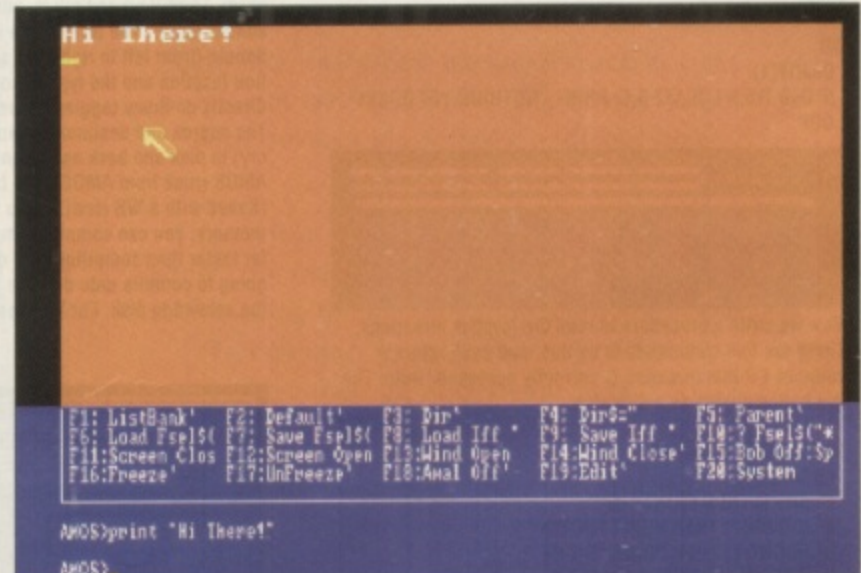 Hi There!
F1: ListBank' F2: Default' F3: Dir' F4: Dir$=" F5: Parent'
F6: Load Fsel$( F7: Save Fsel$( F8: Load Iff " F9: Save Iff " F10:? Fsel$("*
F11:Screen Clos F12:Screen Open F13:Wind Open F14:Wind Close' F15:Bob Off:Sp
F16:Freeze' F17:UnFreeze' F18:Amal Off' F19:Edit' F20:System
AMOS>print "Hi There!"
AMOS>